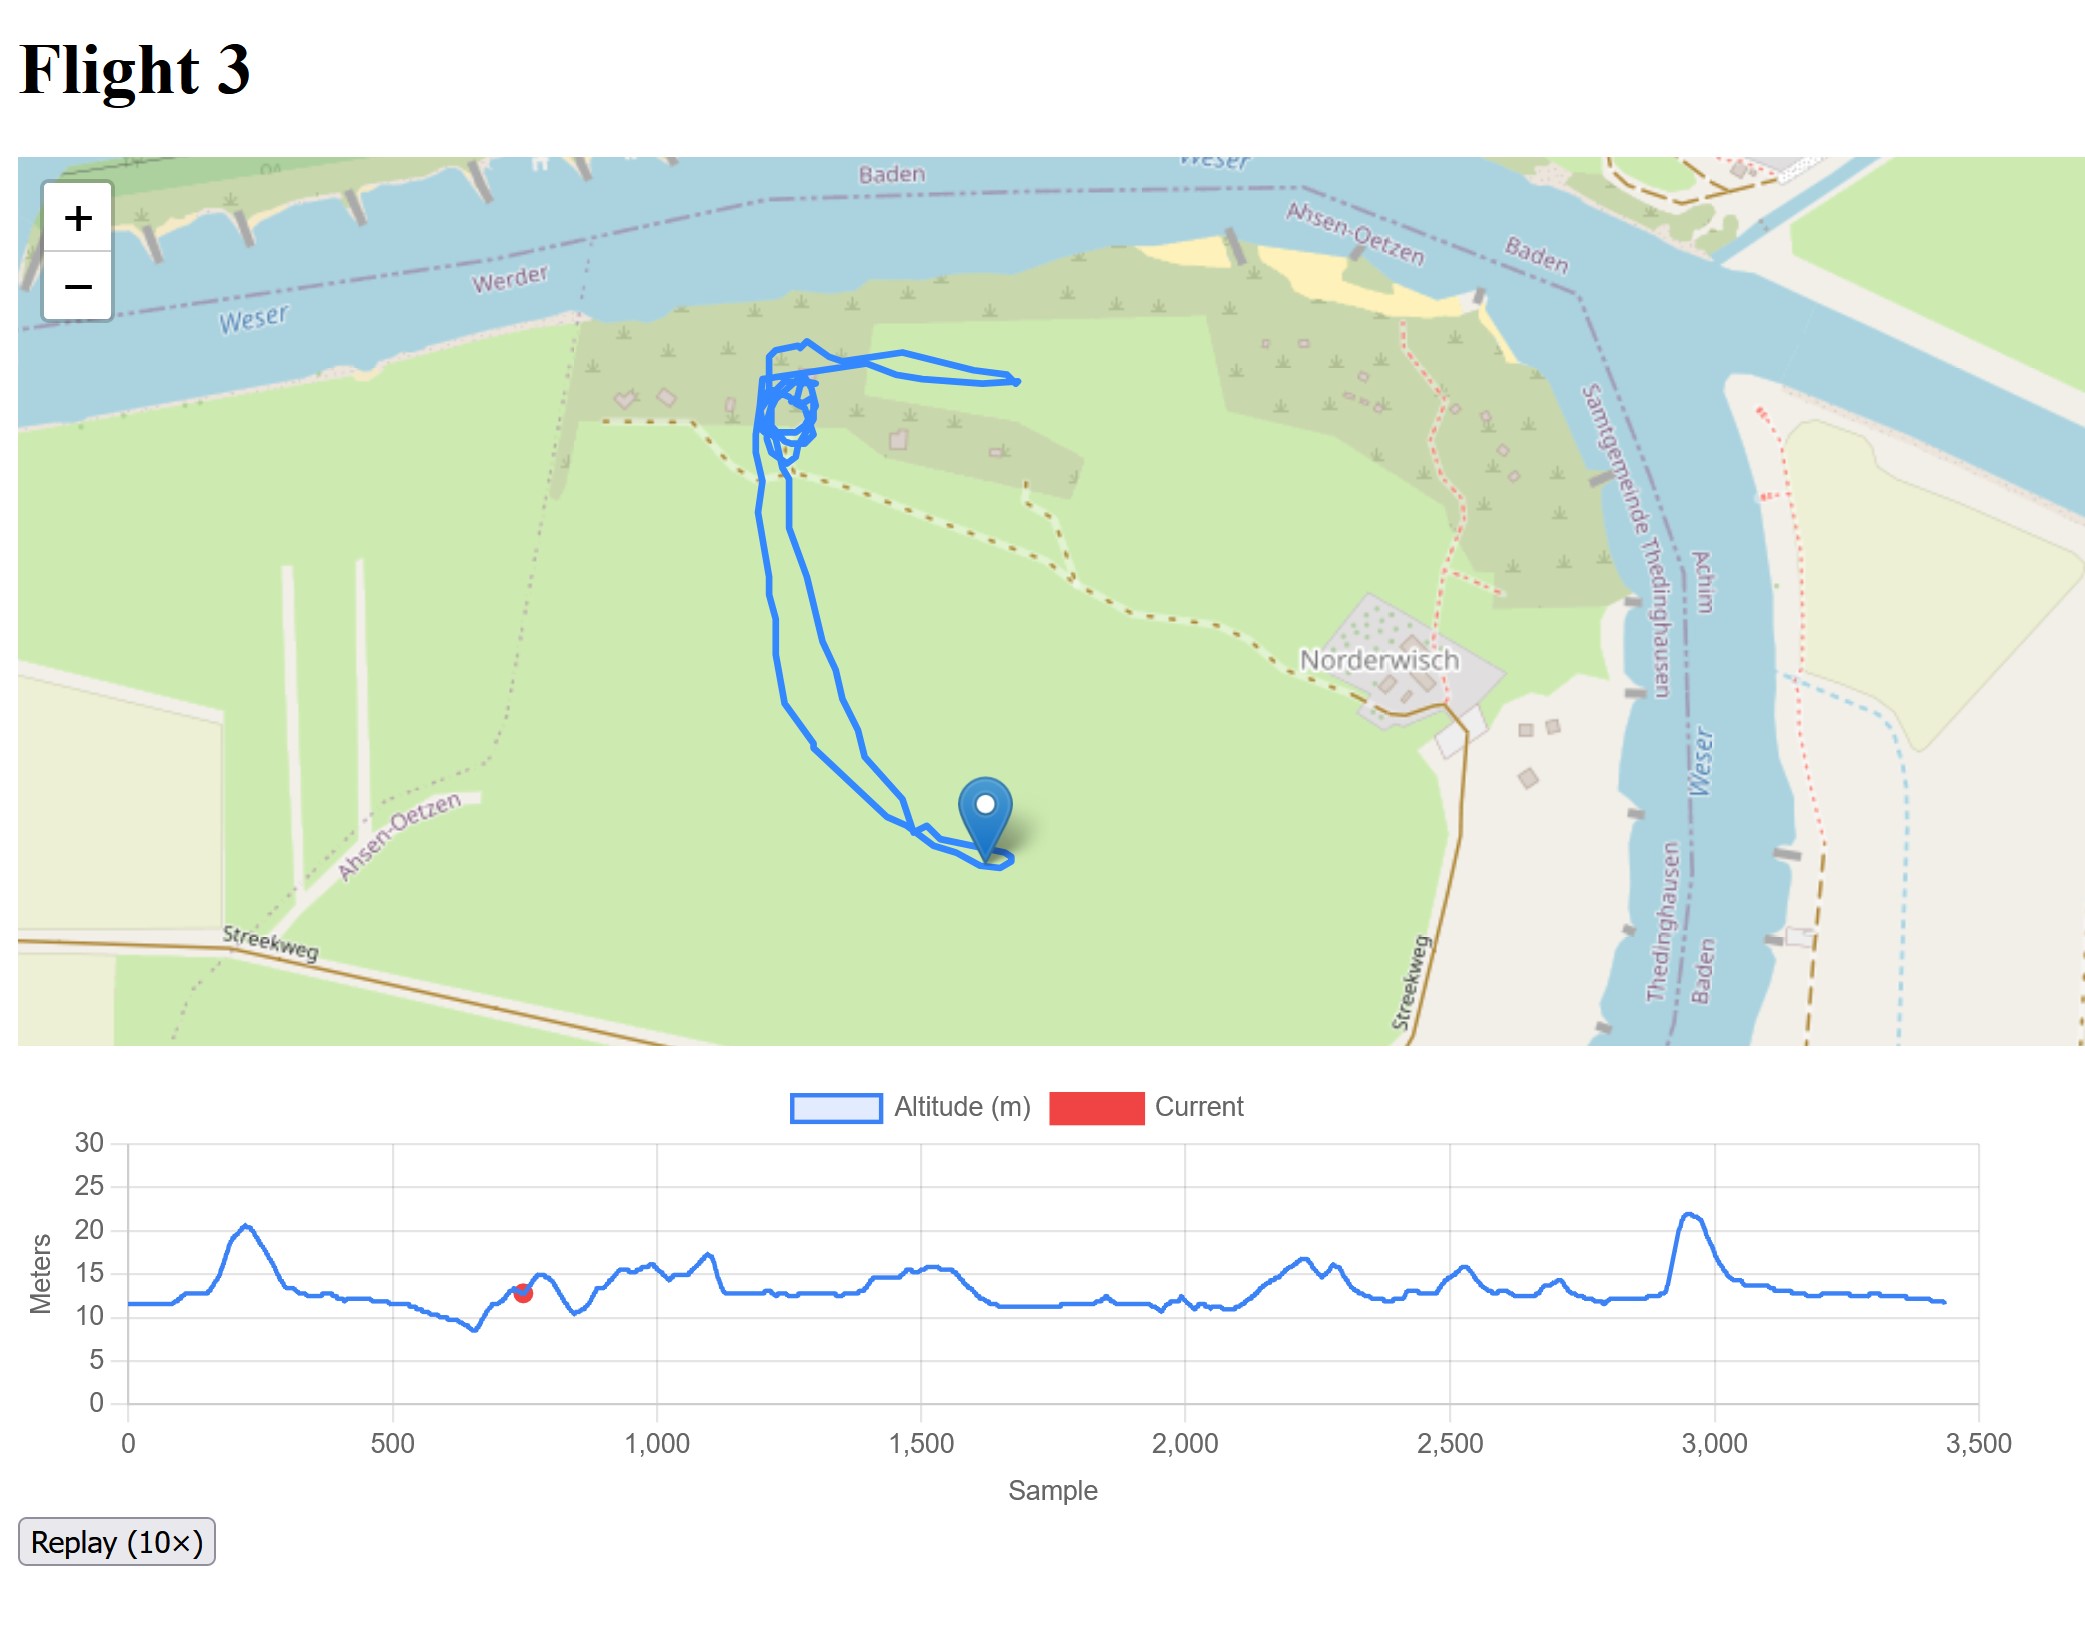 Flight 3
+
−
Baden
Weser
Ahsen-Oetzen
Baden
Werder
Weser
Samtgemeinde Thedinghausen
Achim
Norderwisch
Weser
Ahsen-Oetzen
Streekweg
Thedinghausen
Baden
Streekweg
Altitude (m)
Current
30
25
20
15
10
5
0
Meters
0 500 1,000 1,500 2,000 2,500 3,000 3,500
Sample
Replay (10×)